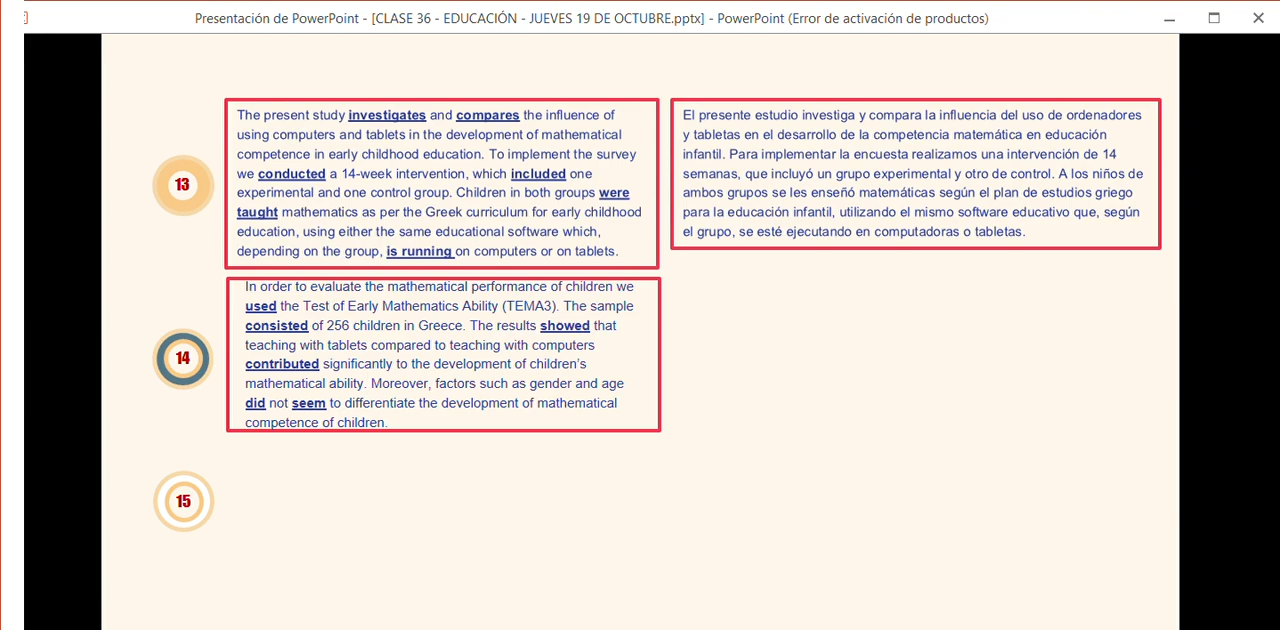 Presentación de PowerPoint - [CLASE 36 - EDUCACIÓN - JUEVES 19 DE OCTUBRE.pptx] - PowerPoint (Error de activación de productos)
13
The present study investigates and compares the influence of
using computers and tablets in the development of mathematical
competence in early childhood education. To implement the survey
we conducted a 14-week intervention, which included one
experimental and one control group. Children in both groups were
taught mathematics as per the Greek curriculum for early childhood
education, using either the same educational software which,
depending on the group, is running on computers or on tablets.
El presente estudio investiga y compara la influencia del uso de ordenadores
y tabletas en el desarrollo de la competencia matemática en educación
infantil. Para implementar la encuesta realizamos una intervención de 14
semanas, que incluyó un grupo experimental y otro de control. A los niños de
ambos grupos se les enseñó matemáticas según el plan de estudios griego
para la educación infantil, utilizando el mismo software educativo que, según
el grupo, se esté ejecutando en computadoras o tabletas.
14
In order to evaluate the mathematical performance of children we
used the Test of Early Mathematics Ability (TEMA3). The sample
consisted of 256 children in Greece. The results showed that
teaching with tablets compared to teaching with computers
contributed significantly to the development of children's
mathematical ability. Moreover, factors such as gender and age
did not seem to differentiate the development of mathematical
competence of children.
15